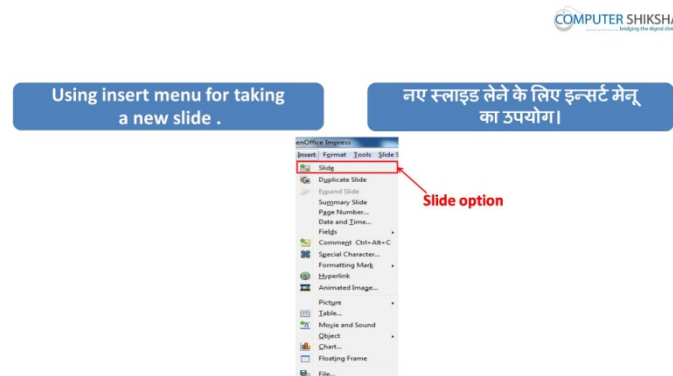 COMPUTER SHIKSHA
bridging the digital divide
Using insert menu for taking
a new slide .
नए स्लाइड लेने के लिए इन्सर्ट मेनू
का उपयोग।
enOffice Impress
Insert Format Tools Slide S
Slide
Slide option
Duplicate Slide
Expand Slide
Summary Slide
Page Number...
Date and Time...
Fields
Comment Ctrl+Alt+C
Special Character...
Formatting Mark
Hyperlink
Animated Image...
Picture
Table...
Movie and Sound
Object
Chart...
Floating Frame
File...